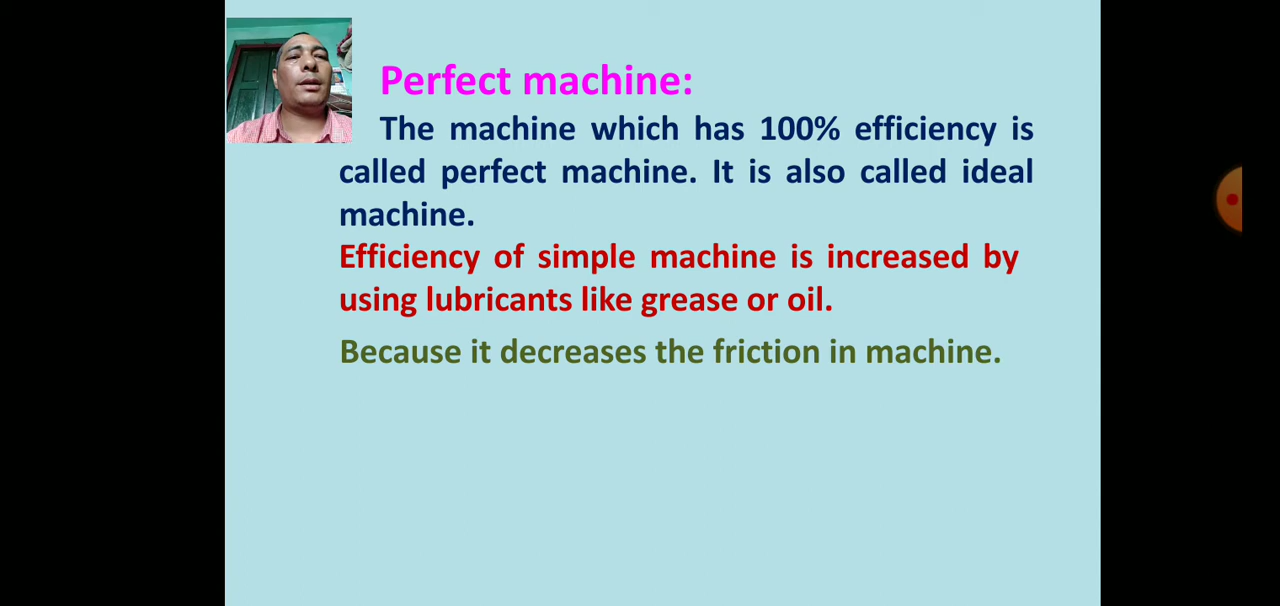 Perfect machine:
The machine which has 100% efficiency is
called perfect machine. It is also called ideal
machine.
Efficiency of simple machine is increased by
using lubricants like grease or oil.
Because it decreases the friction in machine.